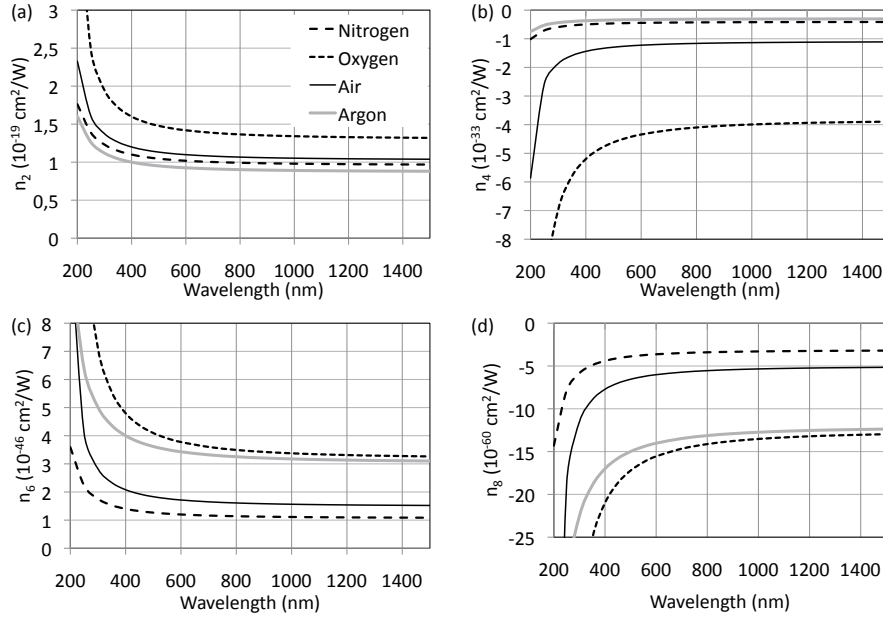 (a)
n2 (10-19 cm2/W)
3
2,5
2
1,5
1
0,5
0
200 400 600 800 1000 1200 1400
Wavelength (nm)
Nitrogen
Oxygen
Air
Argon
(b)
n4 (10-33 cm2/W)
0
-1
-2
-3
-4
-5
-6
-7
-8
200 400 600 800 1000 1200 1400
Wavelength (nm)
(c)
n6 (10-46 cm2/W)
8
7
6
5
4
3
2
1
0
200 400 600 800 1000 1200 1400
Wavelength (nm)
(d)
n8 (10-60 cm2/W)
0
-5
-10
-15
-20
-25
200 400 600 800 1000 1200 1400
Wavelength (nm)